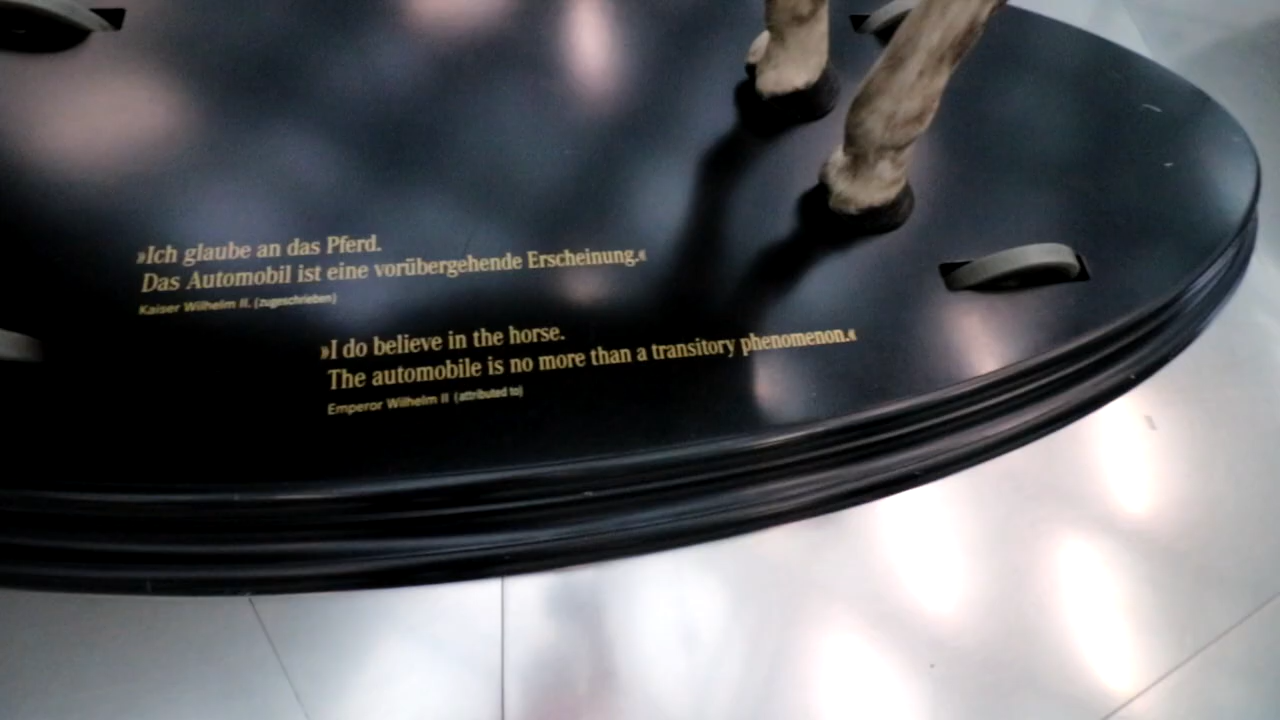 »Ich glaube an das Pferd.
Das Automobil ist eine vorübergehende Erscheinung.«
Kaiser Wilhelm II. (zugeschrieben)
»I do believe in the horse.
The automobile is no more than a transitory phenomenon.«
Emperor Wilhelm II (attributed to)